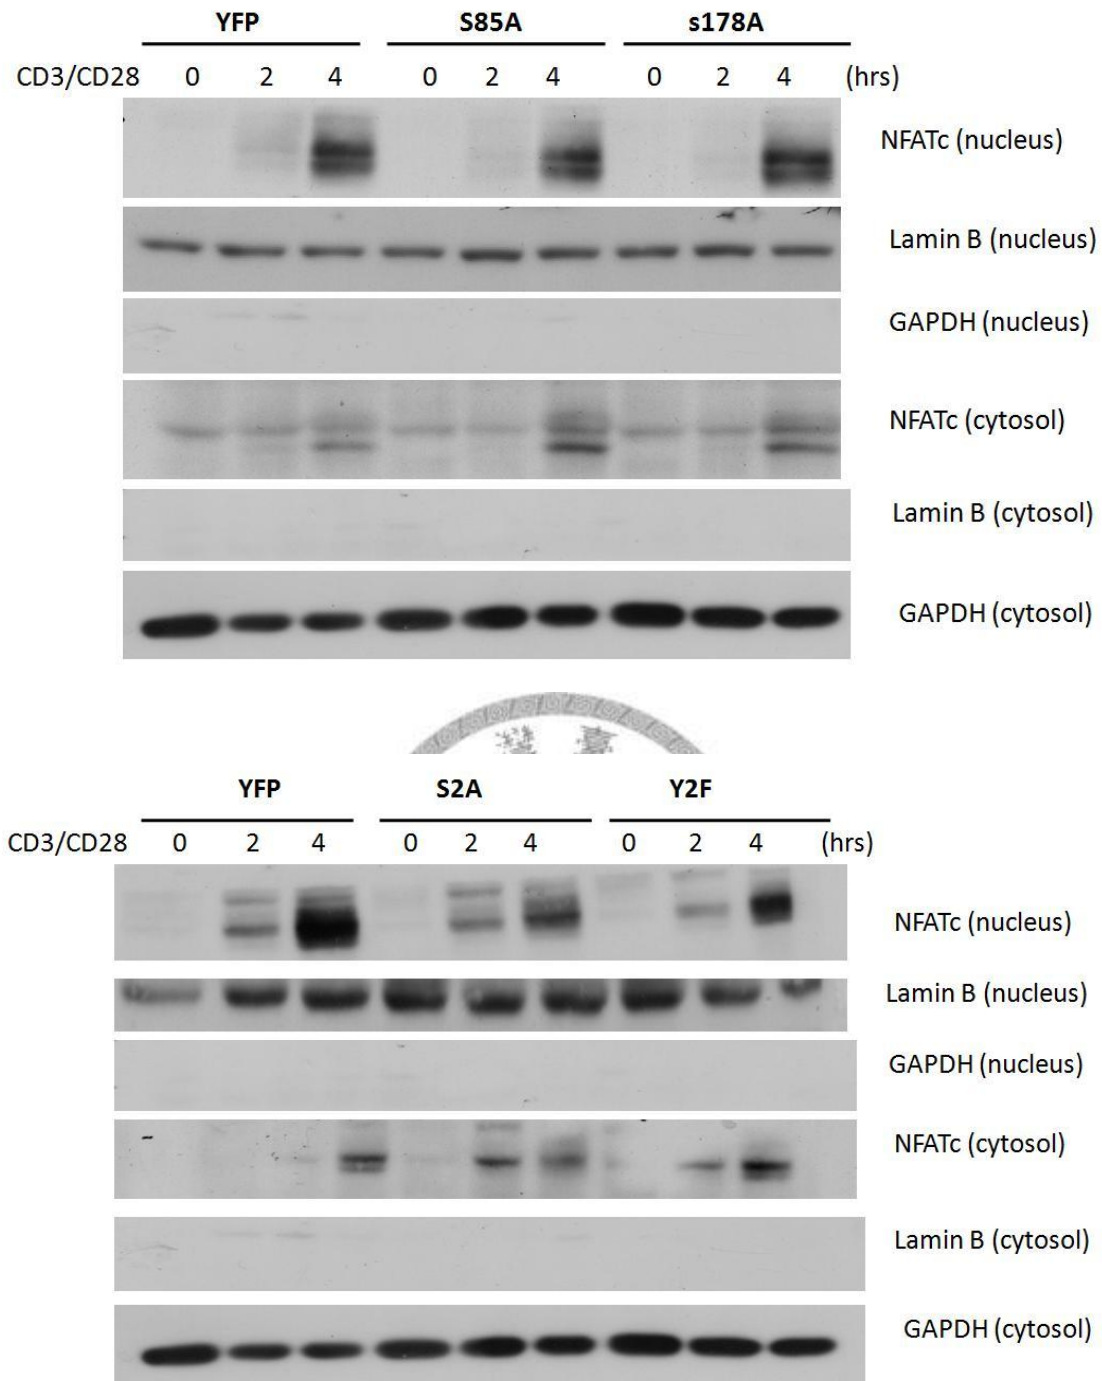 YFP S85A s178A
CD3/CD28 0 2 4 0 2 4 0 2 4 (hrs)
NFATc (nucleus)
Lamin B (nucleus)
GAPDH (nucleus)
NFATc (cytosol)
Lamin B (cytosol)
GAPDH (cytosol)
YFP S2A Y2F
CD3/CD28 0 2 4 0 2 4 0 2 4 (hrs)
NFATc (nucleus)
Lamin B (nucleus)
GAPDH (nucleus)
NFATc (cytosol)
Lamin B (cytosol)
GAPDH (cytosol)